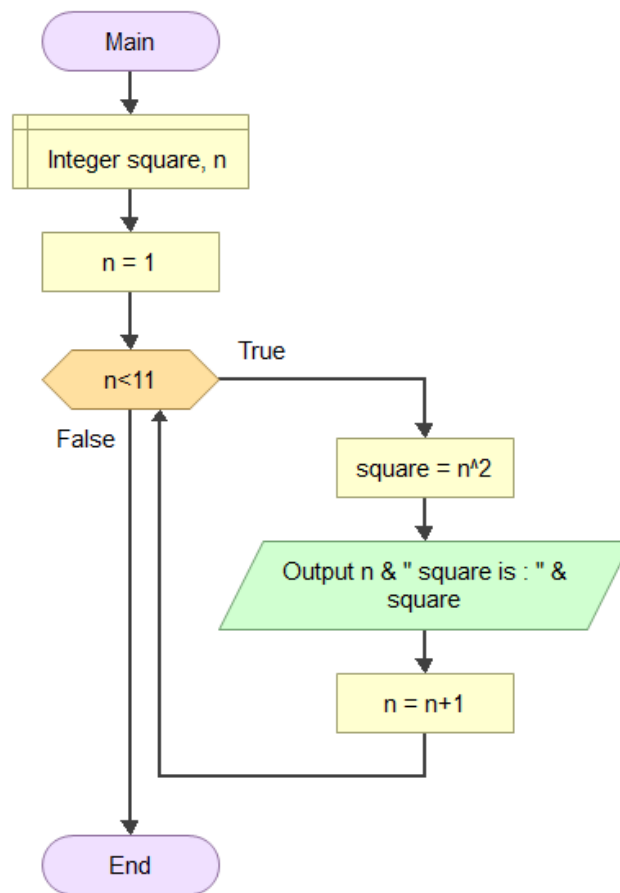 Main
Integer square, n
n = 1
n<11
True
False
square = n^2
Output n & " square is : " &
square
n = n+1
End